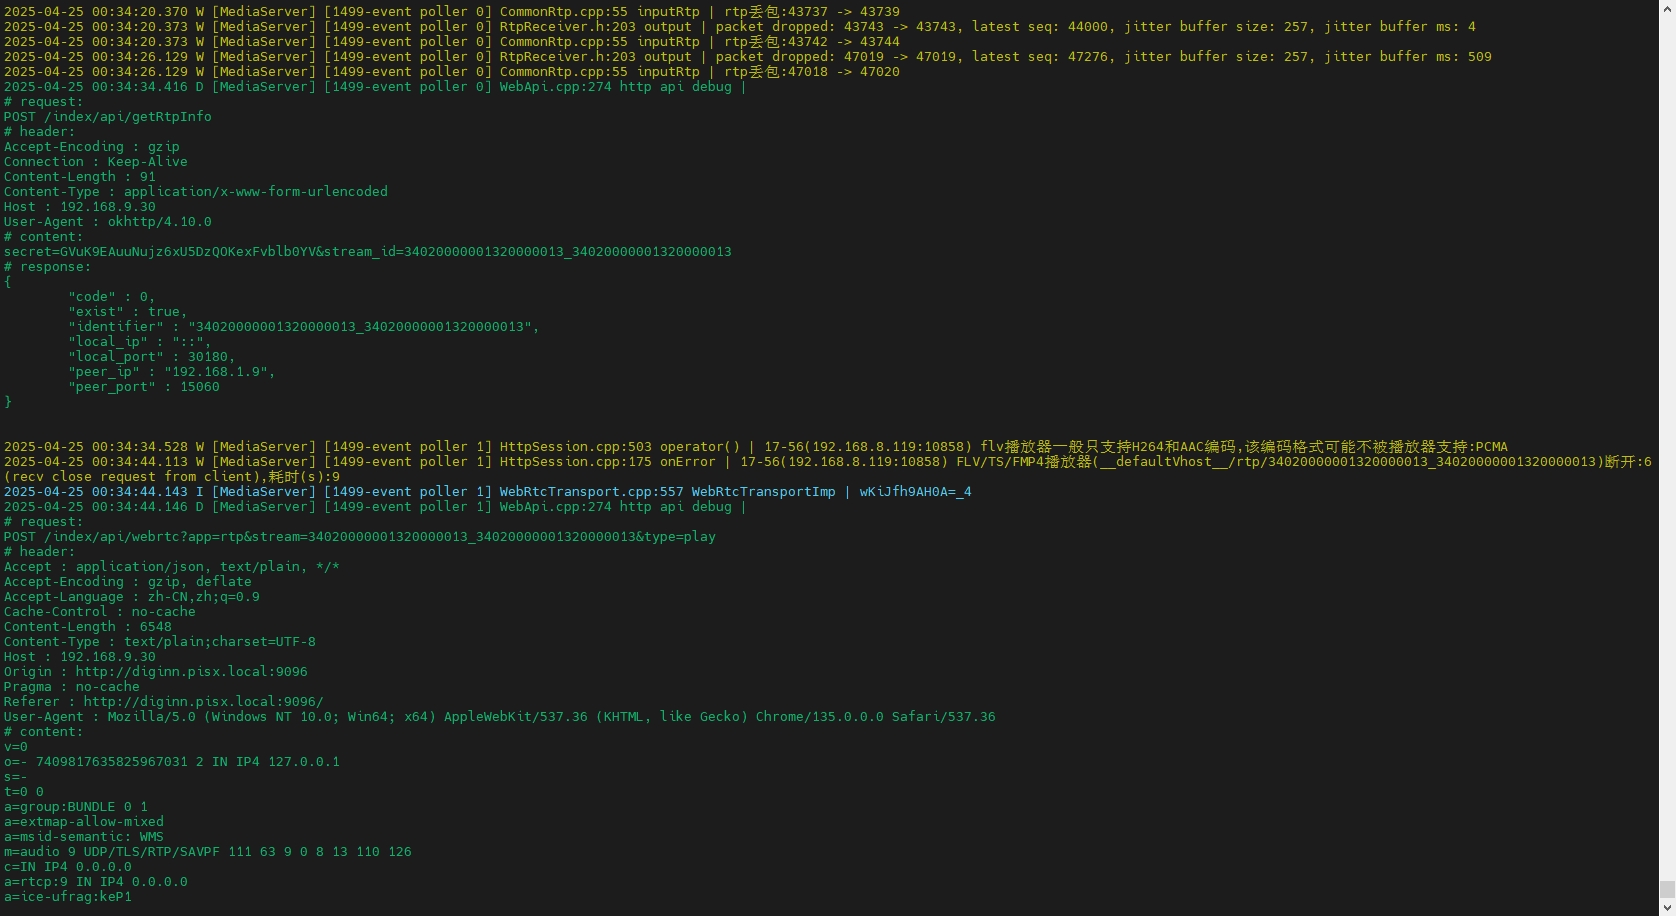 2025-04-25 00:34:20.370 W [MediaServer] [1499-event poller 0] CommonRtp.cpp:55 inputRtp | rtp丢包:43737 -> 43739
2025-04-25 00:34:20.373 W [MediaServer] [1499-event poller 0] RtpReceiver.h:203 output | packet dropped: 43743 -> 43743, latest seq: 44000, jitter buffer size: 257, jitter buffer ms: 4
2025-04-25 00:34:20.373 W [MediaServer] [1499-event poller 0] CommonRtp.cpp:55 inputRtp | rtp丢包:43742 -> 43744
2025-04-25 00:34:26.129 W [MediaServer] [1499-event poller 0] RtpReceiver.h:203 output | packet dropped: 47019 -> 47019, latest seq: 47276, jitter buffer size: 257, jitter buffer ms: 509
2025-04-25 00:34:26.129 W [MediaServer] [1499-event poller 0] CommonRtp.cpp:55 inputRtp | rtp丢包:47018 -> 47020
2025-04-25 00:34:34.416 D [MediaServer] [1499-event poller 0] WebApi.cpp:274 http api debug |
# request:
POST /index/api/getRtpInfo
# header:
Accept-Encoding : gzip
Connection : Keep-Alive
Content-Length : 91
Content-Type : application/x-www-form-urlencoded
Host : 192.168.9.30
User-Agent : okhttp/4.10.0
# content:
secret=GVuK9EAuuNujz6xU5DzQOKexFvblb0YV&stream_id=34020000001320000013_34020000001320000013
# response:
{
"code" : 0,
"exist" : true,
"identifier" : "34020000001320000013_34020000001320000013",
"local_ip" : "::",
"local_port" : 30180,
"peer_ip" : "192.168.1.9",
"peer_port" : 15060
}
2025-04-25 00:34:34.528 W [MediaServer] [1499-event poller 1] HttpSession.cpp:503 operator() | 17-56(192.168.8.119:10858) flv播放器一般只支持H264和AAC编码,该编码格式可能不被播放器支持:PCMA
2025-04-25 00:34:44.113 W [MediaServer] [1499-event poller 1] HttpSession.cpp:175 onError | 17-56(192.168.8.119:10858) FLV/TS/FMP4播放器(__defaultVhost__/rtp/34020000001320000013_34020000001320000013)断开:6
(recv close request from client),耗时(s):9
2025-04-25 00:34:44.143 I [MediaServer] [1499-event poller 1] WebRtcTransport.cpp:557 WebRtcTransportImp | wKiJfh9AH0A=_4
2025-04-25 00:34:44.146 D [MediaServer] [1499-event poller 1] WebApi.cpp:274 http api debug |
# request:
POST /index/api/webrtc?app=rtp&stream=34020000001320000013_34020000001320000013&type=play
# header:
Accept : application/json, text/plain, */*
Accept-Encoding : gzip, deflate
Accept-Language : zh-CN,zh;q=0.9
Cache-Control : no-cache
Content-Length : 6548
Content-Type : text/plain;charset=UTF-8
Host : 192.168.9.30
Origin : http://diginn.pisx.local:9096
Pragma : no-cache
Referer : http://diginn.pisx.local:9096/
User-Agent : Mozilla/5.0 (Windows NT 10.0; Win64; x64) AppleWebKit/537.36 (KHTML, like Gecko) Chrome/135.0.0.0 Safari/537.36
# content:
v=0
o=- 7409817635825967031 2 IN IP4 127.0.0.1
s=-
t=0 0
a=group:BUNDLE 0 1
a=extmap-allow-mixed
a=msid-semantic: WMS
m=audio 9 UDP/TLS/RTP/SAVPF 111 63 9 0 8 13 110 126
c=IN IP4 0.0.0.0
a=rtcp:9 IN IP4 0.0.0.0
a=ice-ufrag:keP1